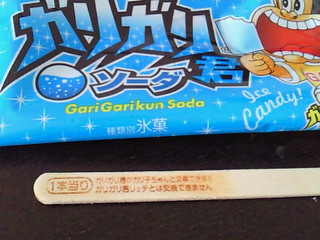 ガリガリ君
ソーダ
GariGarikun Soda
種類別 氷菓
Ice
Candy!
1本当り
ガリガリ君かガリ子ちゃんと交換できます
ガリガリ君リッチとは交換できません